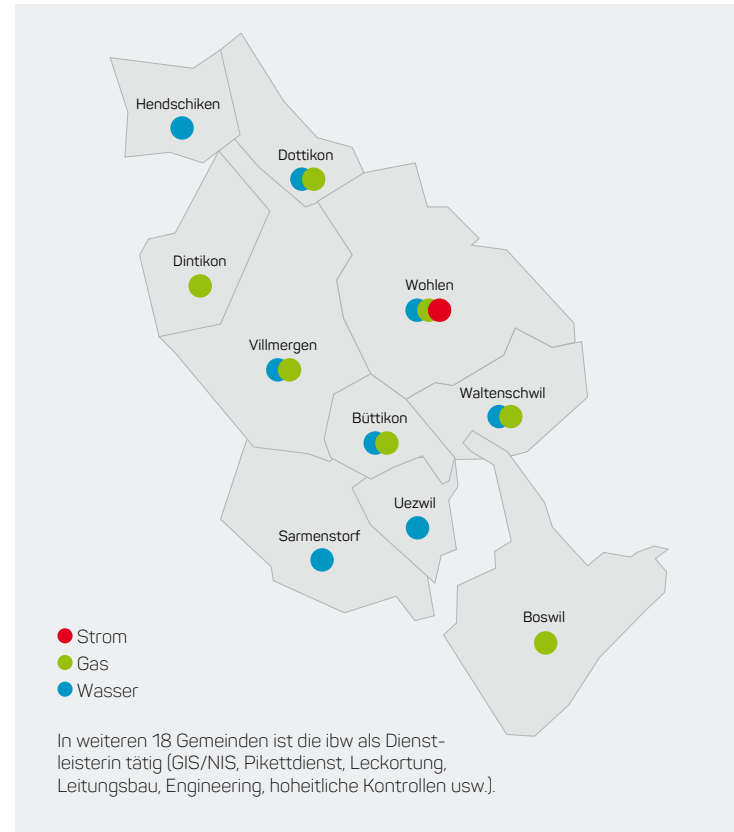 Hendschiken
Dottikon
Dintikon
Wohlen
Villmergen
Waltenschwil
Büttikon
Uezwil
Sarmenstorf
Boswil
Strom
Gas
Wasser
In weiteren 18 Gemeinden ist die ibw als Dienst-
leisterin tätig (GIS/NIS, Pikettdienst, Leckortung,
Leitungsbau, Engineering, hoheitliche Kontrollen usw.).